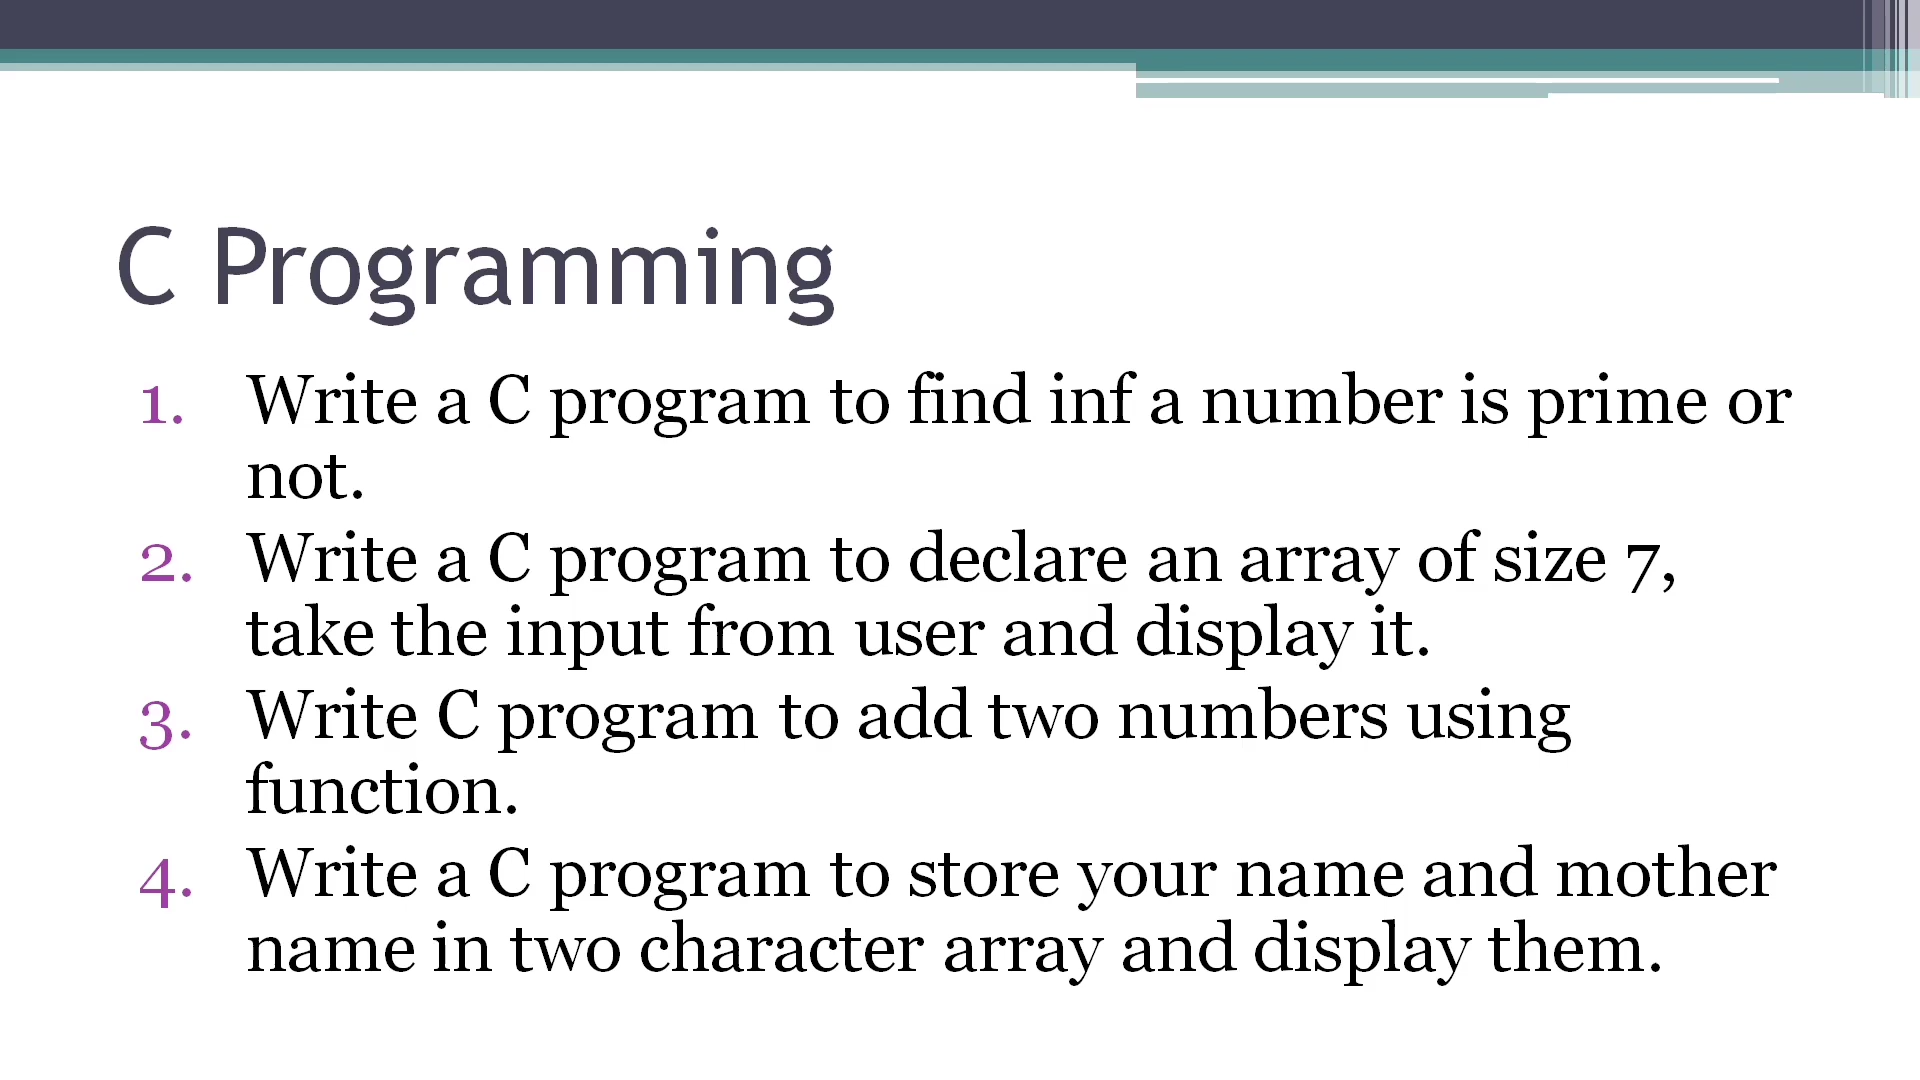 C Programming
1. Write a C program to find inf a number is prime or
not.
2. Write a C program to declare an array of size 7,
take the input from user and display it.
3. Write C program to add two numbers using
function.
4. Write a C program to store your name and mother
name in two character array and display them.